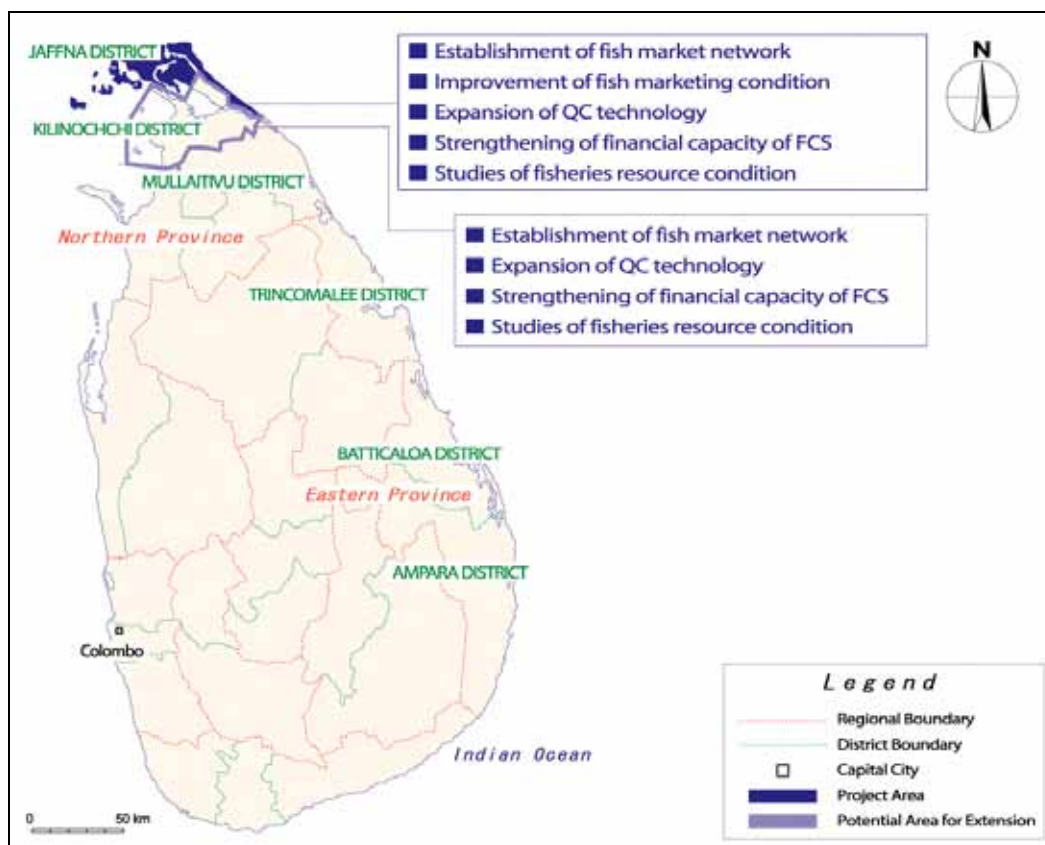 JAFFNA DISTRICT
KILINOCHCHI DISTRICT
MULLAITIVU DISTRICT
Northern Province
TRINCOMALEE DISTRICT
BATTICALOA DISTRICT
Eastern Province
AMPARA DISTRICT
Colombo
Indian Ocean
0 50 km
Establishment of fish market network
Improvement of fish marketing condition
Expansion of QC technology
Strengthening of financial capacity of FCS
Studies of fisheries resource condition
Establishment of fish market network
Expansion of QC technology
Strengthening of financial capacity of FCS
Studies of fisheries resource condition
N
Legend
Regional Boundary
District Boundary
Capital City
Project Area
Potential Area for Extension